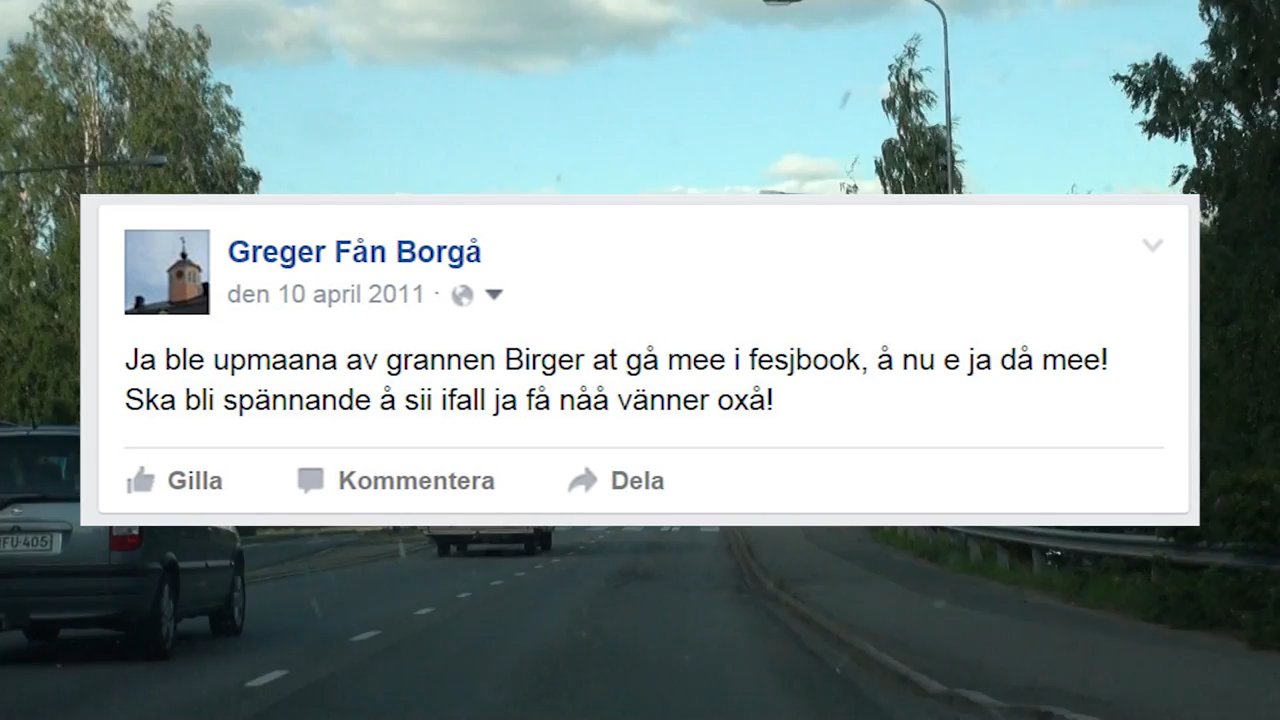 Greger Fån Borgå
den 10 april 2011 ·
Ja ble upmaana av grannen Birger at gå mee i fesjbook, å nu e ja då mee!
Ska bli spännande å sii ifall ja få nåå vänner oxå!
Gilla Kommentera Dela
FU-405